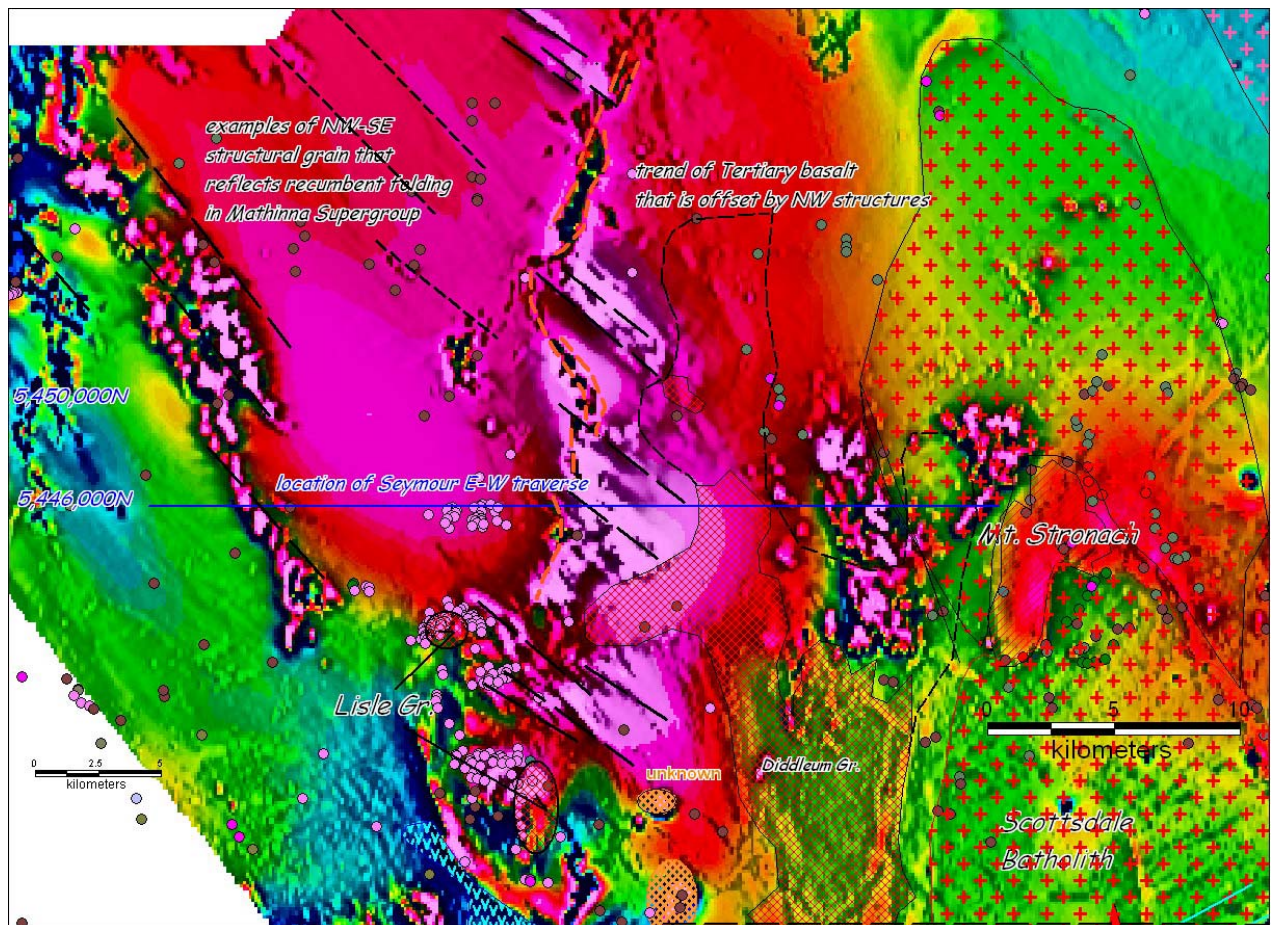 examples of NW-SE
structural grain that
reflects recumbent folding
in Mathinna Supergroup
trend of Tertiary basalt
that is offset by NW structures
5,450,000N
location of Seymour E-W traverse
5,446,000N
Mt. Stronach
Lisle Gr.
0 5 10
kilometers
0 2.5 5
kilometers
unknown
Diddleum Gr.
Scottsdale
Batholith